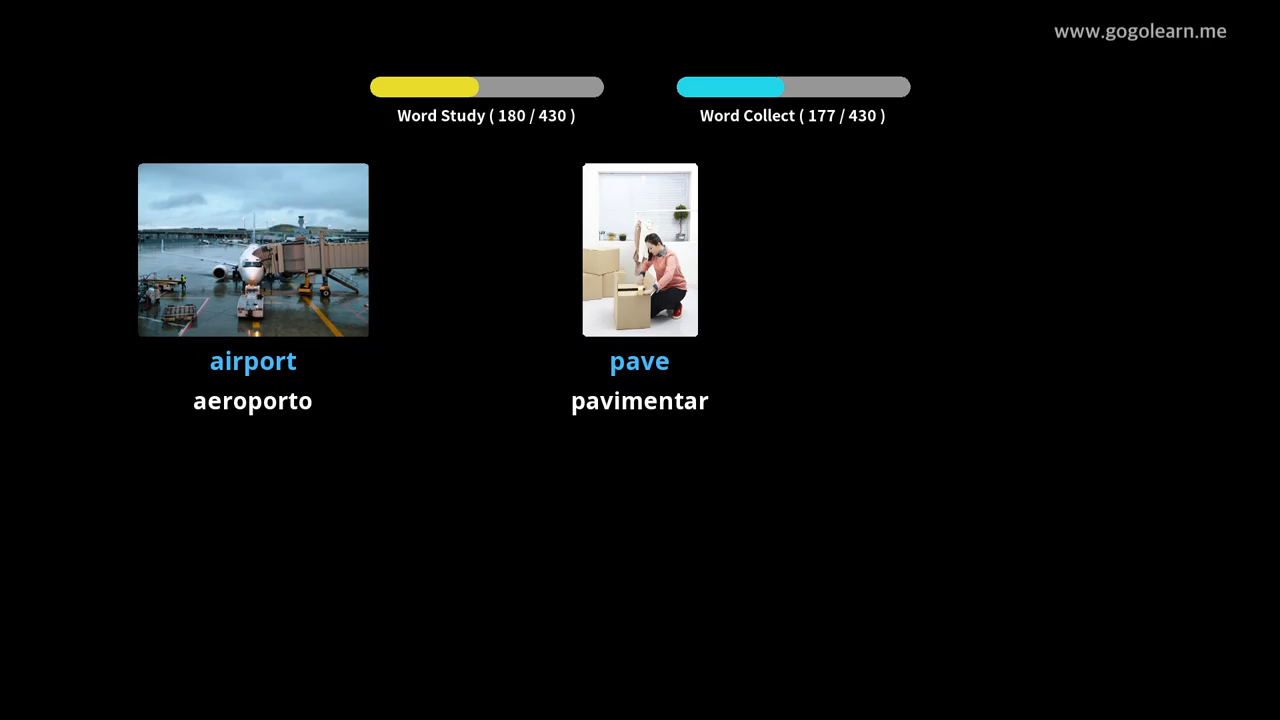 www.gogolearn.me
Word Study ( 180 / 430 )
Word Collect ( 177 / 430 )
airport
pave
aeroporto
pavimentar